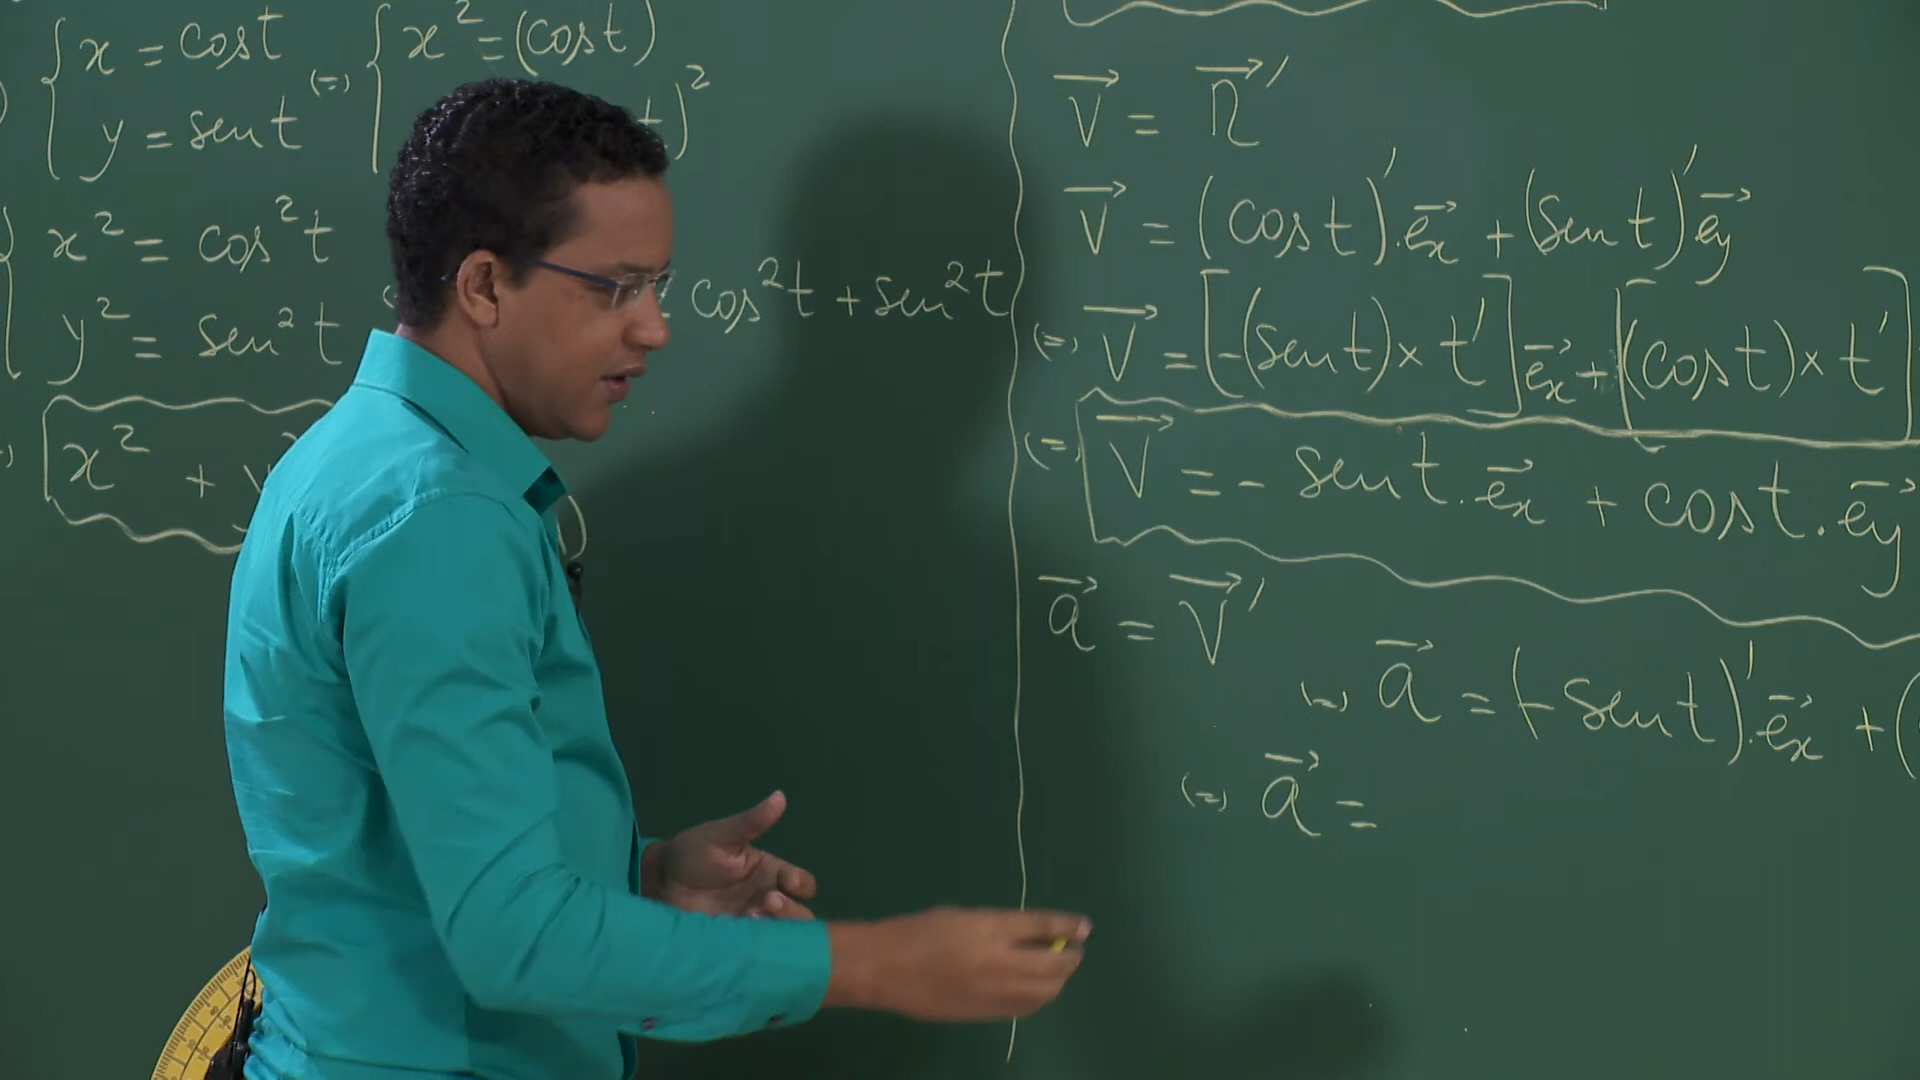 { x = cos t (=) { x² = (cos t)
y = sen t t)²
x² = cos² t
y² = sen² t cos² t + sen² t
x² + y
V⃗ = r⃗ ′
V⃗ = (cos t)′.e⃗x + (sen t)′e⃗y
(=) V⃗ = [-(sen t) × t′] e⃗x + [(cos t) × t′]
(=) V⃗ = - sen t . e⃗x + cos t . e⃗y
a⃗ = V⃗ ′
(=) a⃗ = (- sen t)′.e⃗x + (
(=) a⃗ =